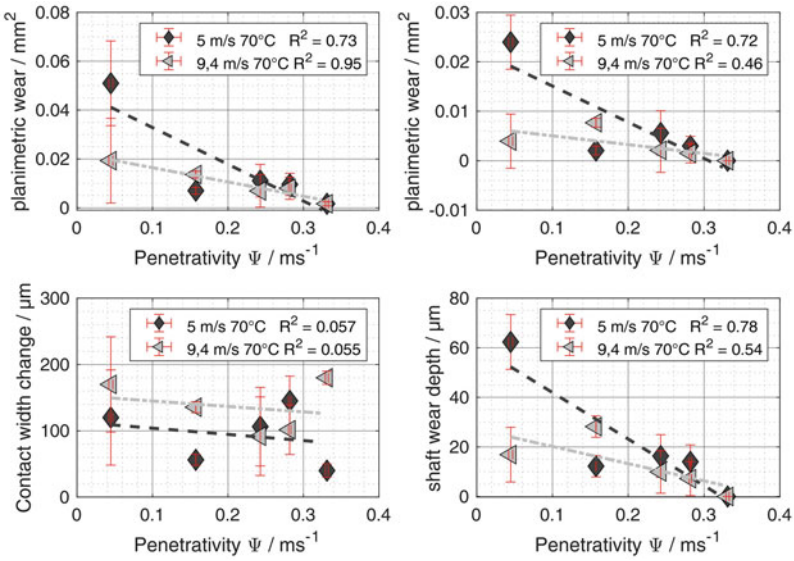 planimetric wear / mm²
0.08
0.06
0.04
0.02
0
5 m/s 70°C R² = 0.73
9,4 m/s 70°C R² = 0.95
0 0.1 0.2 0.3 0.4
Penetrativity Ψ / ms⁻¹
planimetric wear / mm²
0.03
0.02
0.01
0
-0.01
5 m/s 70°C R² = 0.72
9,4 m/s 70°C R² = 0.46
0 0.1 0.2 0.3 0.4
Penetrativity Ψ / ms⁻¹
Contact width change / µm
300
200
100
0
5 m/s 70°C R² = 0.057
9,4 m/s 70°C R² = 0.055
0 0.1 0.2 0.3 0.4
Penetrativity Ψ / ms⁻¹
shaft wear depth / µm
80
60
40
20
0
5 m/s 70°C R² = 0.78
9,4 m/s 70°C R² = 0.54
0 0.1 0.2 0.3 0.4
Penetrativity Ψ / ms⁻¹